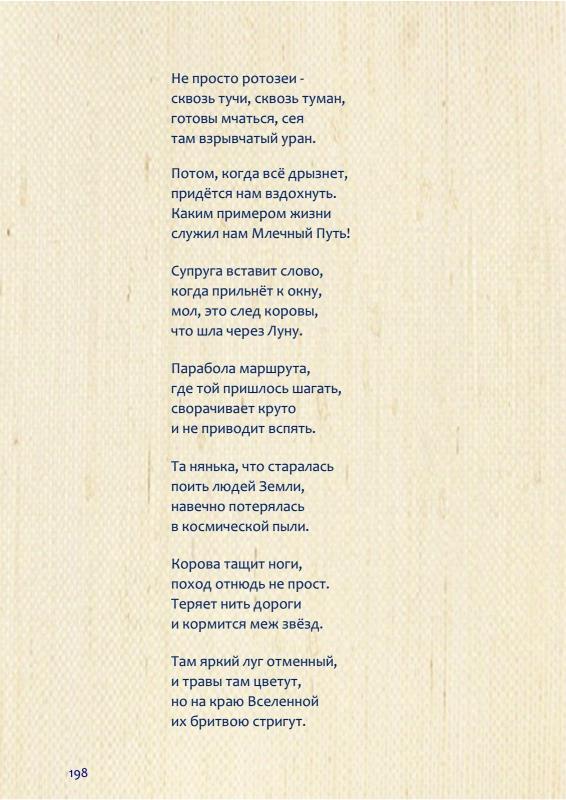 Не просто ротозеи -
сквозь тучи, сквозь туман,
готовы мчаться, сея
там взрывчатый уран.
Потом, когда всё дрызнет,
придётся нам вздохнуть.
Каким примером жизни
служил нам Млечный Путь!
Супруга вставит слово,
когда прильнёт к окну,
мол, это след коровы,
что шла через Луну.
Парабола маршрута,
где той пришлось шагать,
сворачивает круто
и не приводит вспять.
Та нянька, что старалась
поить людей Земли,
навечно потерялась
в космической пыли.
Корова тащит ноги,
поход отнюдь не прост.
Теряет нить дороги
и кормится меж звёзд.
Там яркий луг отменный,
и травы там цветут,
но на краю Вселенной
их бритвою стригут.
198